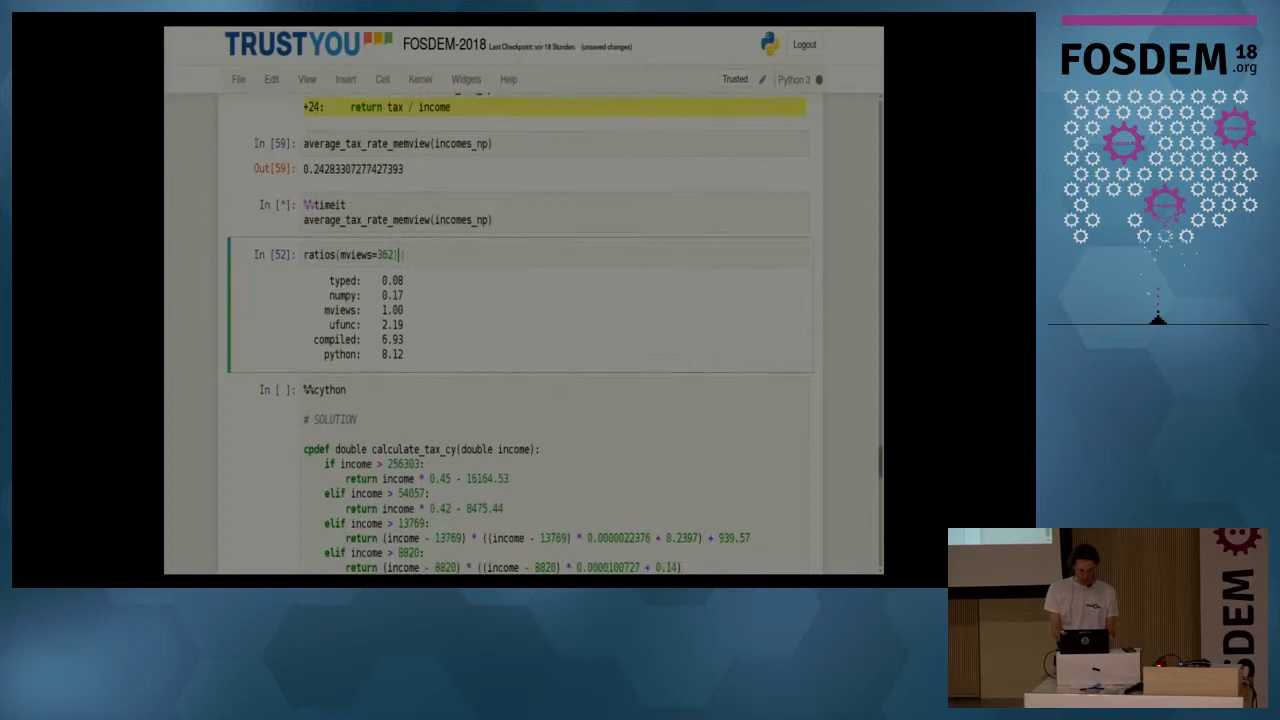 TRUSTYOU FOSDEM-2018 Last Checkpoint: vor 18 Stunden (unsaved changes) Logout
File Edit View Insert Cell Kernel Widgets Help Trusted Python 3
+24: return tax / income
In [59]: average_tax_rate_memview(incomes_np)
Out[59]: 0.24283307277427393
In [*]: %%timeit
average_tax_rate_memview(incomes_np)
In [52]: ratios(mviews=362)
typed: 0.08
numpy: 0.17
mviews: 1.00
ufunc: 2.19
compiled: 6.93
python: 8.12
In [ ]: %%cython
# SOLUTION
cpdef double calculate_tax_cy(double income):
if income > 256303:
return income * 0.45 - 16164.53
elif income > 54057:
return income * 0.42 - 8475.44
elif income > 13769:
return (income - 13769) * ((income - 13769) * 0.0000022376 + 0.2397) + 939.57
elif income > 8820:
return (income - 8820) * ((income - 8820) * 0.0000100727 + 0.14)
FOSDEM 18
.org
SDEM